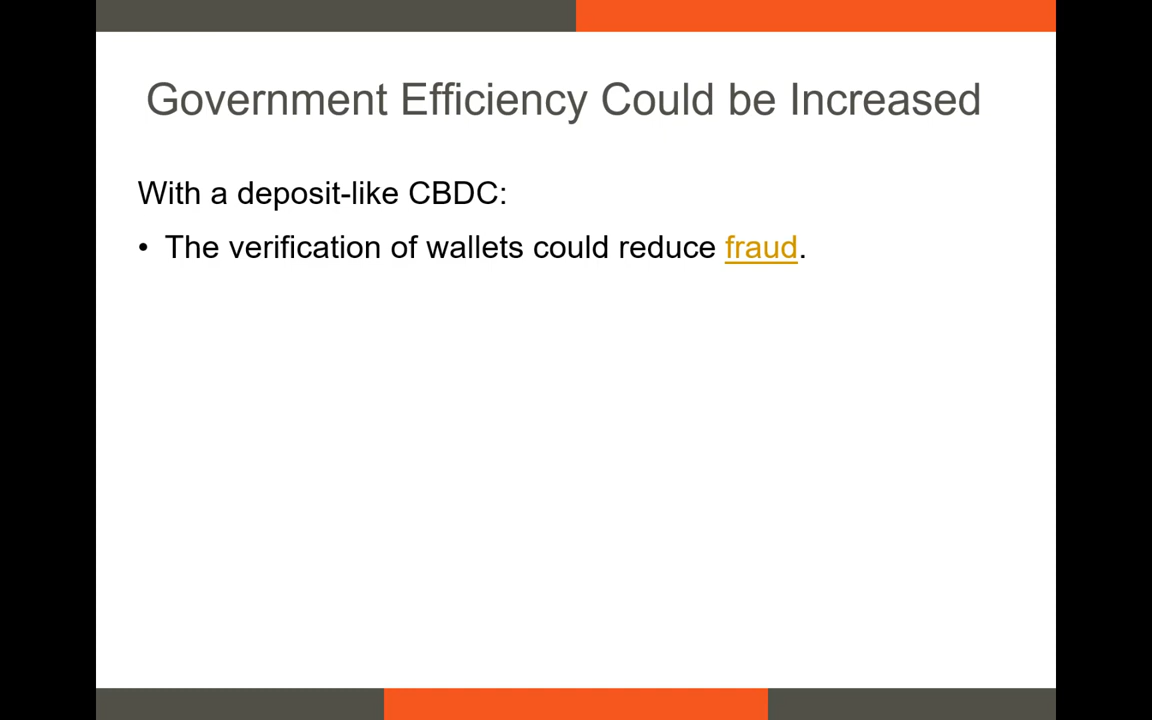 Government Efficiency Could be Increased
With a deposit-like CBDC:
• The verification of wallets could reduce fraud.